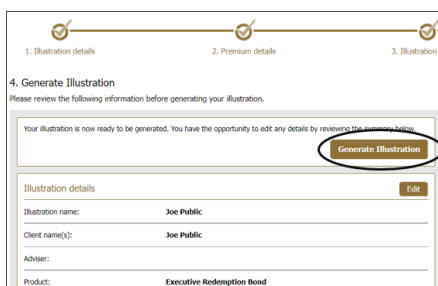 1. Illustration details
2. Premium details
3. Illustration
4. Generate Illustration
Please review the following information before generating your illustration.
Your illustration is now ready to be generated. You have the opportunity to edit any details by reviewing the summary below.
Generate Illustration
Illustration details
Edit
Illustration name: Joe Public
Client name(s): Joe Public
Adviser:
Product: Executive Redemption Bond